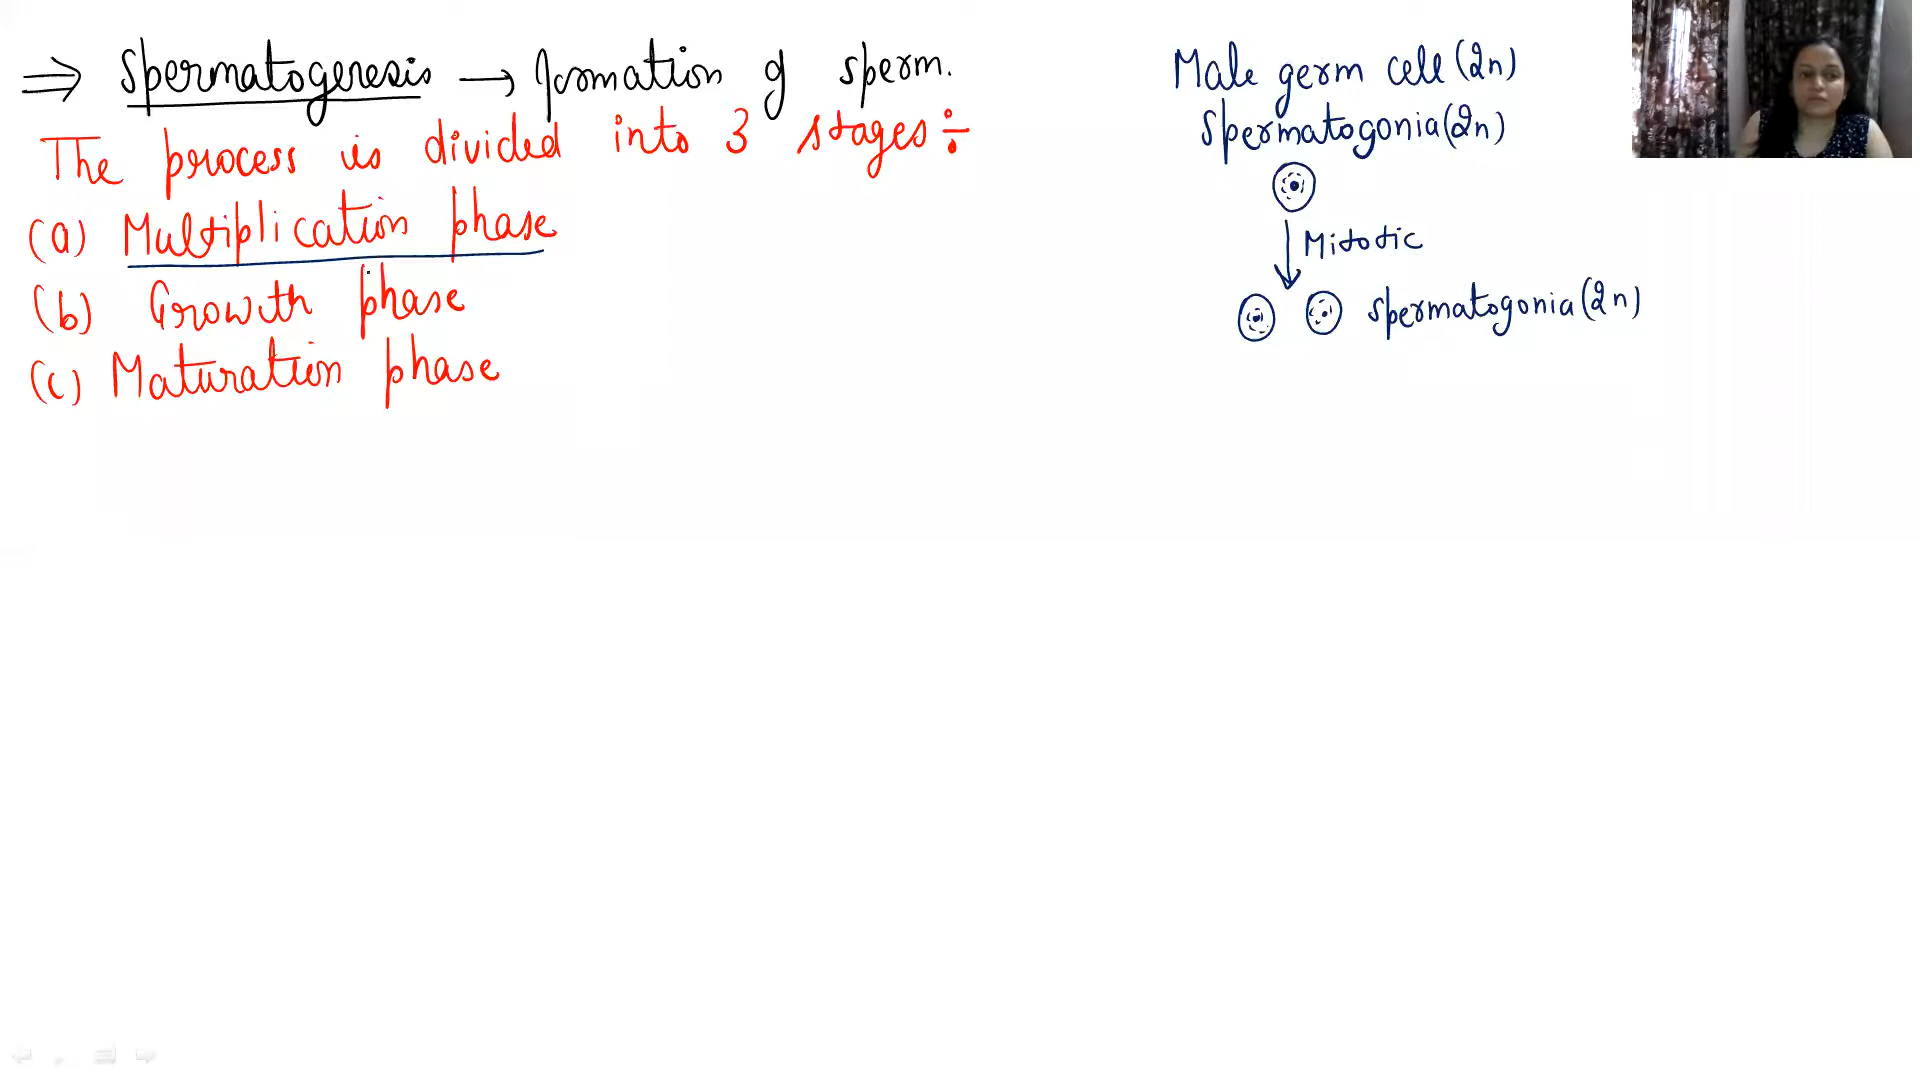 ⇒ Spermatogenesis → formation of sperm.
The process is divided into 3 stages ÷
(a) Multiplication phase
(b) Growth phase
(c) Maturation phase
Male germ cell (2n)
Spermatogonia (2n)
Mitotic
Spermatogonia (2n)